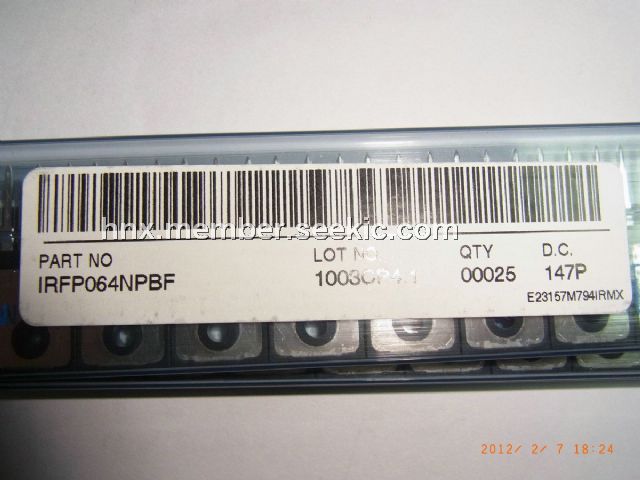 hnx.member.seekic.com
PART NO LOT NO. QTY D.C.
IRFP064NPBF 00025 147P
E23157M794IRMX
2012/ 2/ 7 18:24